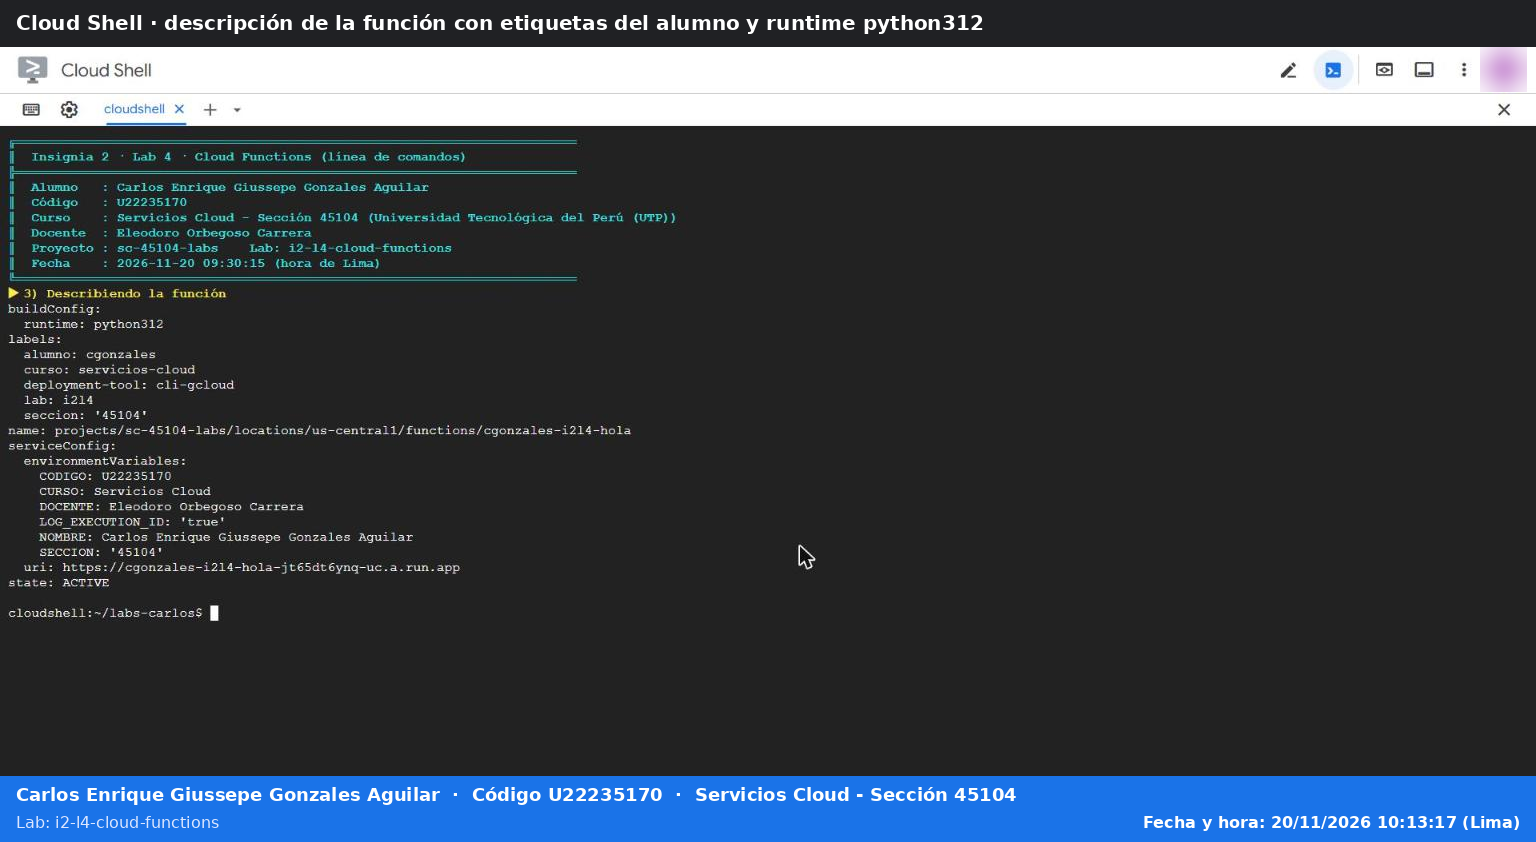 Cloud Shell · descripción de la función con etiquetas del alumno y runtime python312
Cloud Shell
cloudshell
Insignia 2 · Lab 4 · Cloud Functions (línea de comandos)
Alumno : Carlos Enrique Giussepe Gonzales Aguilar
Código : U22235170
Curso : Servicios Cloud - Sección 45104 (Universidad Tecnológica del Perú (UTP))
Docente : Eleodoro Orbegoso Carrera
Proyecto : sc-45104-labs Lab: i2-l4-cloud-functions
Fecha : 2026-11-20 09:30:15 (hora de Lima)
▶ 3) Describiendo la función
buildConfig:
runtime: python312
labels:
alumno: cgonzales
curso: servicios-cloud
deployment-tool: cli-gcloud
lab: i2l4
seccion: '45104'
name: projects/sc-45104-labs/locations/us-central1/functions/cgonzales-i2l4-hola
serviceConfig:
environmentVariables:
CODIGO: U22235170
CURSO: Servicios Cloud
DOCENTE: Eleodoro Orbegoso Carrera
LOG_EXECUTION_ID: 'true'
NOMBRE: Carlos Enrique Giussepe Gonzales Aguilar
SECCION: '45104'
uri: https://cgonzales-i2l4-hola-jt65dt6ynq-uc.a.run.app
state: ACTIVE
cloudshell:~/labs-carlos$
Carlos Enrique Giussepe Gonzales Aguilar · Código U22235170 · Servicios Cloud - Sección 45104
Lab: i2-l4-cloud-functions
Fecha y hora: 20/11/2026 10:13:17 (Lima)